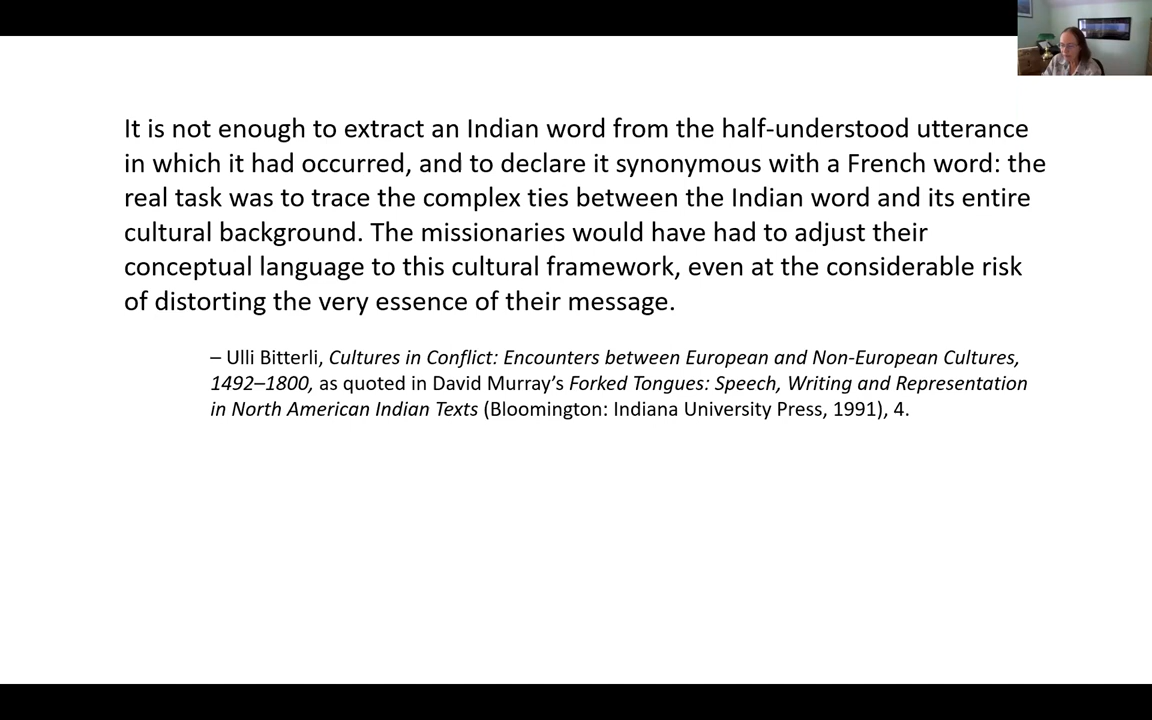 It is not enough to extract an Indian word from the half-understood utterance
in which it had occurred, and to declare it synonymous with a French word: the
real task was to trace the complex ties between the Indian word and its entire
cultural background. The missionaries would have had to adjust their
conceptual language to this cultural framework, even at the considerable risk
of distorting the very essence of their message.
– Ulli Bitterli, Cultures in Conflict: Encounters between European and Non-European Cultures,
1492–1800, as quoted in David Murray’s Forked Tongues: Speech, Writing and Representation
in North American Indian Texts (Bloomington: Indiana University Press, 1991), 4.